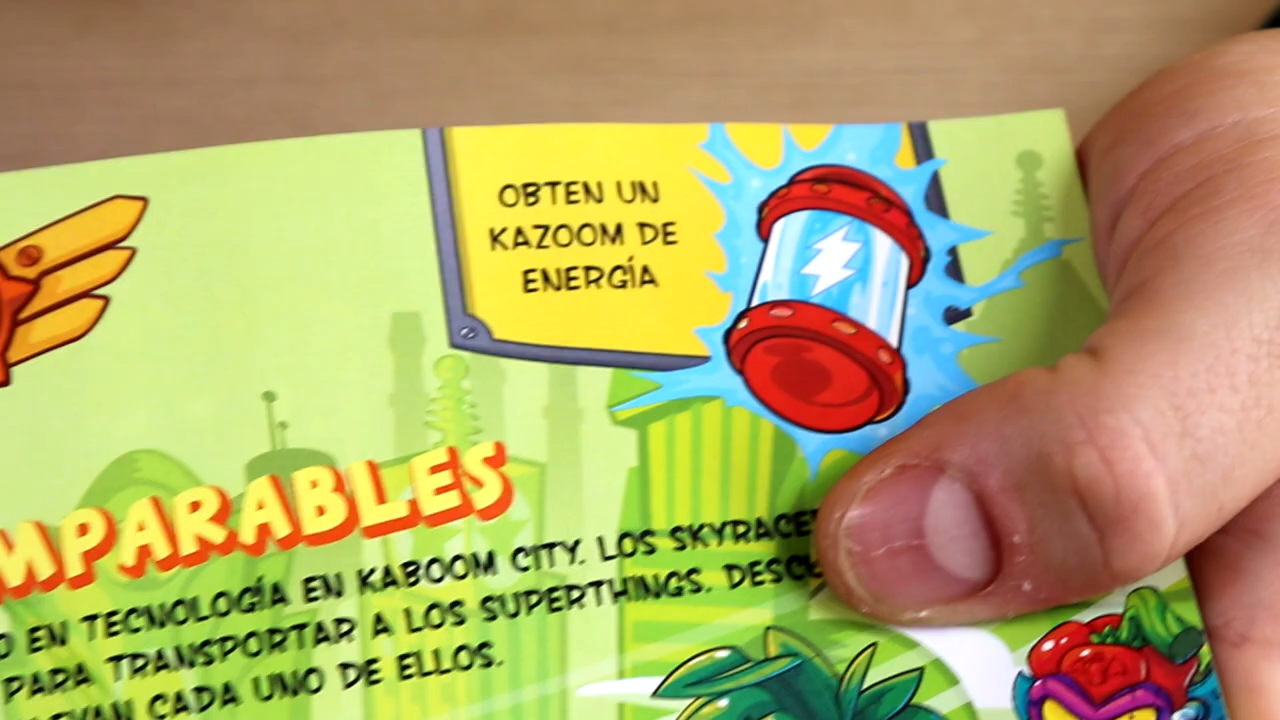 OBTEN UN
KAZOOM DE
ENERGÍA
MPARABLES
O EN TECNOLOGÍA EN KABOOM CITY. LOS SKYRACE
PARA TRANSPORTAR A LOS SUPERTHINGS. DESC
CADA UNO DE ELLOS.